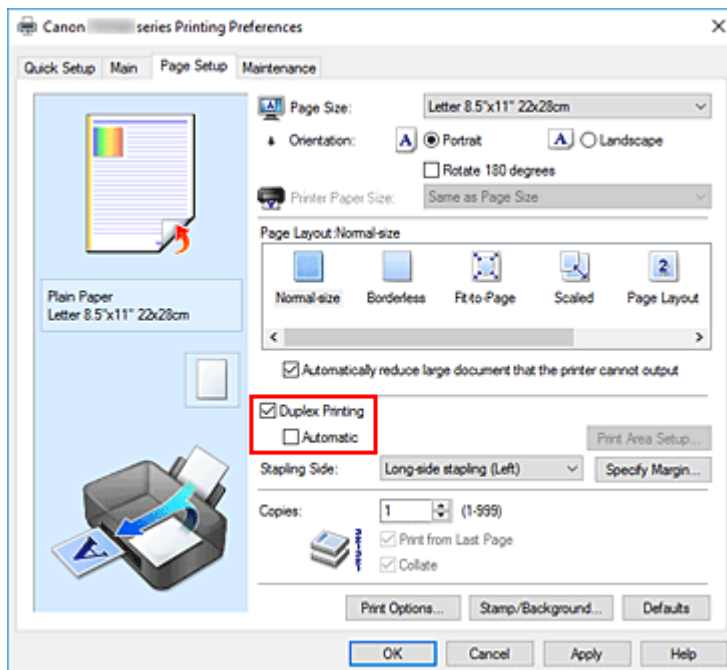 Canon series Printing Preferences
Quick Setup Main Page Setup Maintenance
Page Size: Letter 8.5"x11" 22x28cm
Orientation: A Portrait A Landscape
Rotate 180 degrees
Printer Paper Size: Same as Page Size
Page Layout:Normal-size
2
Normal-size Borderless Fit-to-Page Scaled Page Layout
Plain Paper
Letter 8.5"x11" 22x28cm
Automatically reduce large document that the printer cannot output
Duplex Printing
Automatic
Print Area Setup...
Stapling Side: Long-side stapling (Left) Specify Margin...
Copies: 1 (1-999)
Print from Last Page
Collate
A
Print Options... Stamp/Background... Defaults
OK Cancel Apply Help